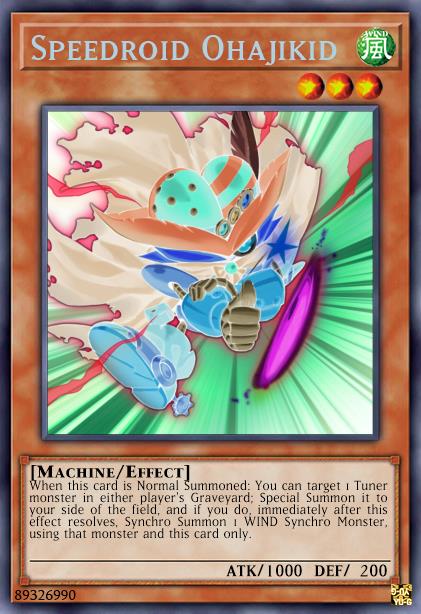 SPEEDROID OHAJIKID
WIND
風
[MACHINE/EFFECT]
When this card is Normal Summoned: You can target 1 Tuner
monster in either player's Graveyard; Special Summon it to
your side of the field, and if you do, immediately after this
effect resolves, Synchro Summon 1 WIND Synchro Monster,
using that monster and this card only.
ATK/1000 DEF/ 200
89326990